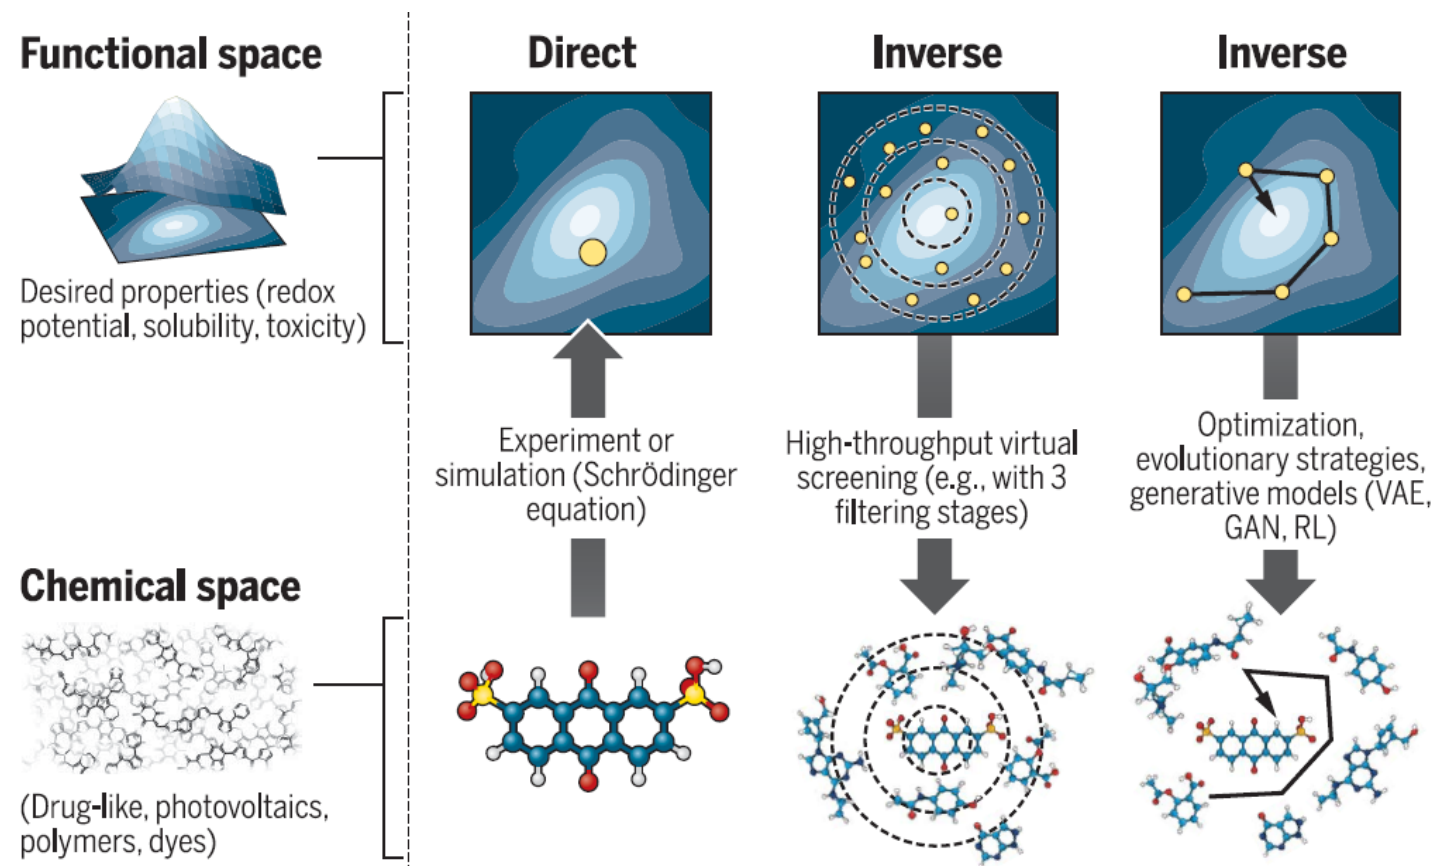 Functional space
Desired properties (redox
potential, solubility, toxicity)
Chemical space
(Drug-like, photovoltaics,
polymers, dyes)
Direct
Experiment or
simulation (Schrödinger
equation)
Inverse
High-throughput virtual
screening (e.g., with 3
filtering stages)
Inverse
Optimization,
evolutionary strategies,
generative models (VAE,
GAN, RL)